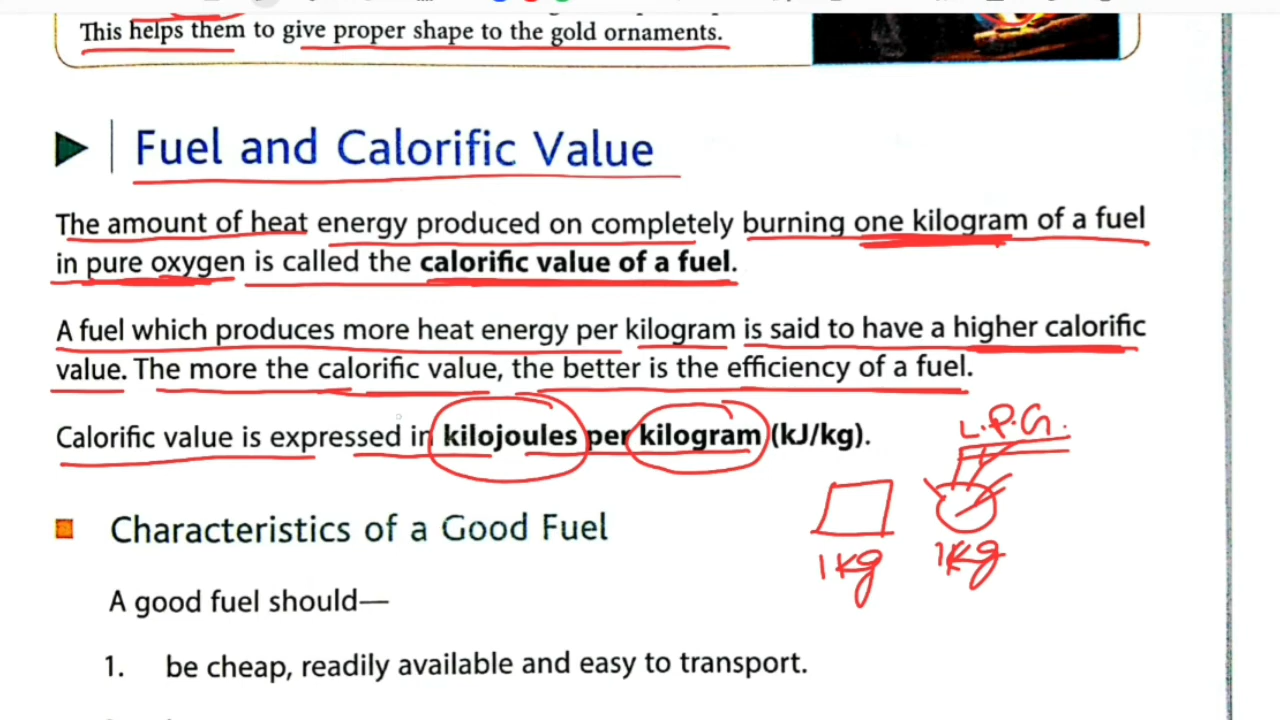 This helps them to give proper shape to the gold ornaments.
Fuel and Calorific Value
The amount of heat energy produced on completely burning one kilogram of a fuel
in pure oxygen is called the calorific value of a fuel.
A fuel which produces more heat energy per kilogram is said to have a higher calorific
value. The more the calorific value, the better is the efficiency of a fuel.
Calorific value is expressed in kilojoules per kilogram (kJ/kg).
L.P.G.
1kg 1kg
Characteristics of a Good Fuel
A good fuel should—
1. be cheap, readily available and easy to transport.